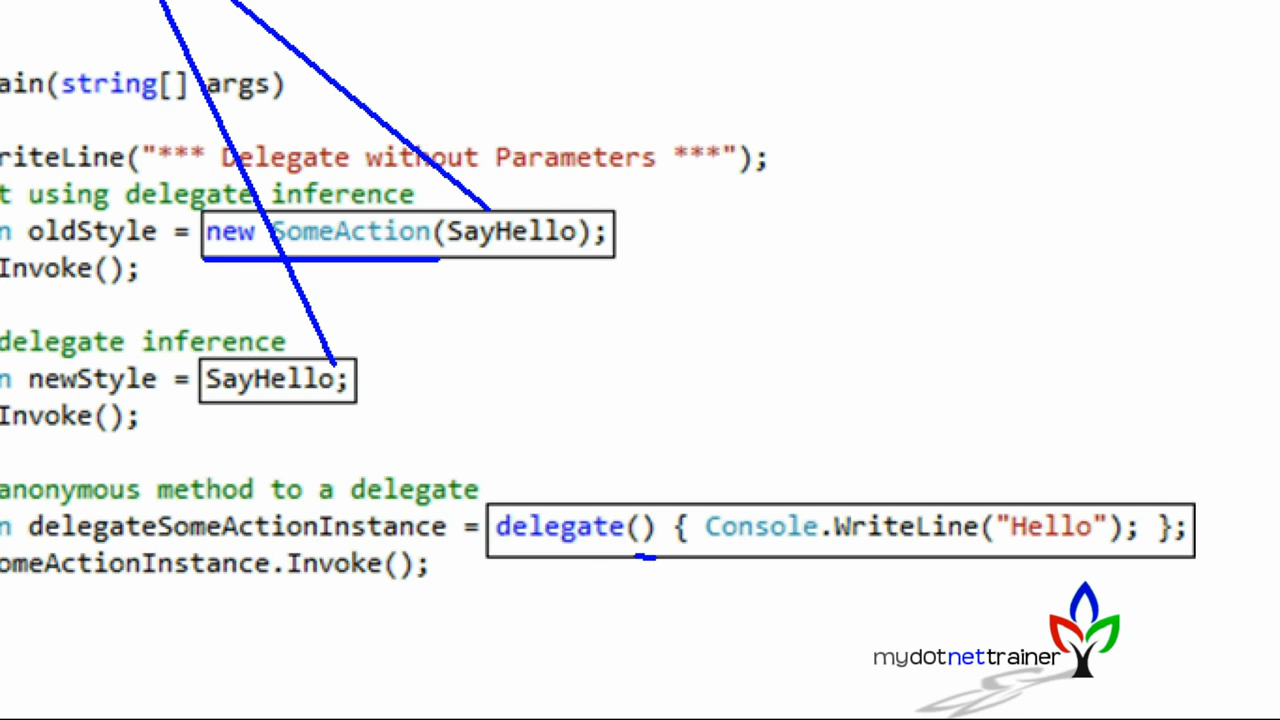 ain(string[] args)
riteLine("*** Delegate without Parameters ***");
t using delegate inference
n oldStyle = new SomeAction(SayHello);
Invoke();
delegate inference
n newStyle = SayHello;
Invoke();
anonymous method to a delegate
n delegateSomeActionInstance = delegate() { Console.WriteLine("Hello"); };
omeActionInstance.Invoke();
mydotnettrainer